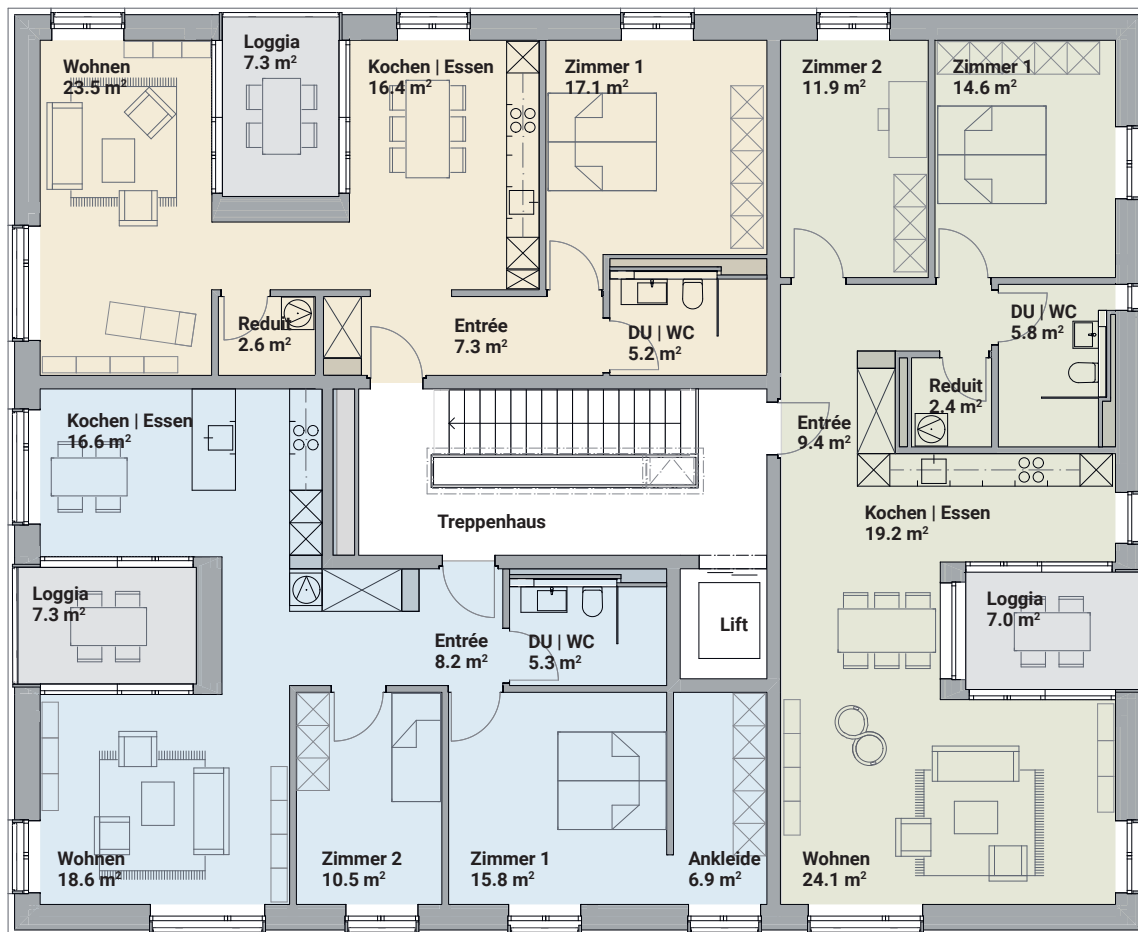 Wohnen
23.5 m²
Loggia
7.3 m²
Kochen | Essen
16.4 m²
Zimmer 1
17.1 m²
Zimmer 2
11.9 m²
Zimmer 1
14.6 m²
Reduit
2.6 m²
Entrée
7.3 m²
DU | WC
5.2 m²
DU | WC
5.8 m²
Reduit
2.4 m²
Entrée
9.4 m²
Kochen | Essen
16.6 m²
Treppenhaus
Kochen | Essen
19.2 m²
Loggia
7.3 m²
Entrée
8.2 m²
DU | WC
5.3 m²
Lift
Loggia
7.0 m²
Wohnen
18.6 m²
Zimmer 2
10.5 m²
Zimmer 1
15.8 m²
Ankleide
6.9 m²
Wohnen
24.1 m²